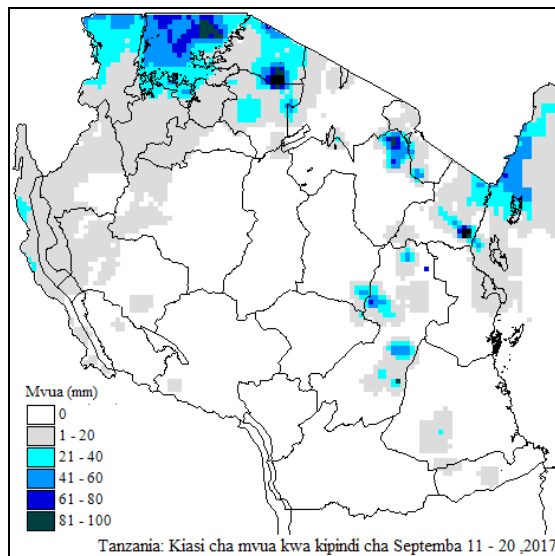 Mvua (mm)
0
1 - 20
21 - 40
41 - 60
61 - 80
81 - 100
Tanzania: Kiasi cha mvua kwa kipindi cha Septemba 11 - 20 ,2017